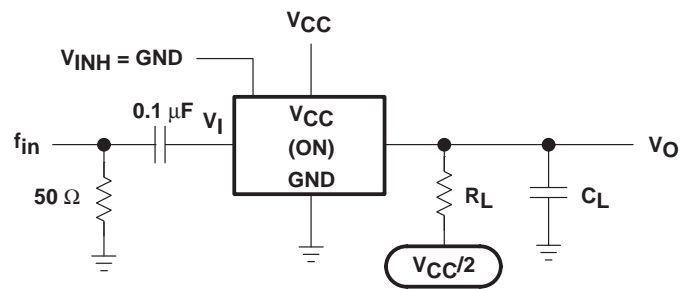 VCC
VINH = GND
0.1 μF
VI
fin
50 Ω
VCC
(ON)
GND
RL
CL
VO
VCC/2